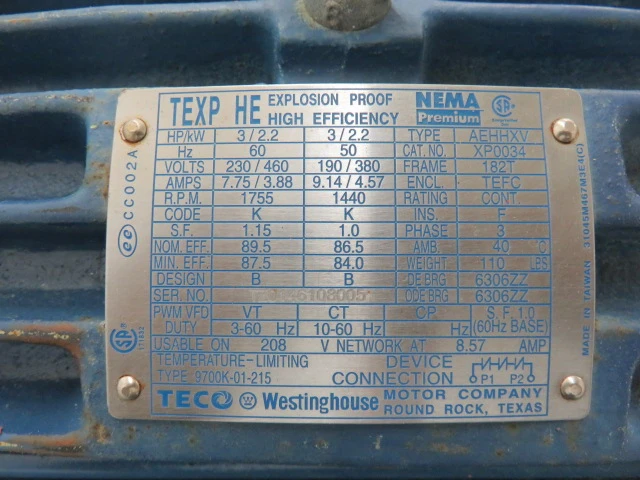 TEXP HE EXPLOSION PROOF HIGH EFFICIENCY NEMA Premium SA
HP/kW 3 / 2.2 3 / 2.2 TYPE AEHHXV
Hz 60 50 CAT. NO. XP0034
VOLTS 230 / 460 190 / 380 FRAME 182T
AMPS 7.75 / 3.88 9.14 / 4.57 ENCL. TEFC
R.P.M. 1755 1440 RATING CONT.
CODE K K INS. F
S.F. 1.15 1.0 PHASE 3
NOM. EFF. 89.5 86.5 AMB. 40 °C
MIN. EFF. 87.5 84.0 WEIGHT 110 LBS
DESIGN B B DE BRG 6306ZZ
SER NO. ODE BRG 6306ZZ
PWM VFD VT CT CP S. F. 1.0
DUTY 3-60 Hz 10-60 Hz Hz (60Hz BASE)
USABLE ON 208 V NETWORK AT 8.57 AMP
TEMPERATURE-LIMITING DEVICE
TYPE 9700K-01-215 CONNECTION P1 P2
TECO W Westinghouse MOTOR COMPANY
ROUND ROCK, TEXAS
ee CC002A
SA
MADE IN TAIWAN 31045M467M3E4(C)